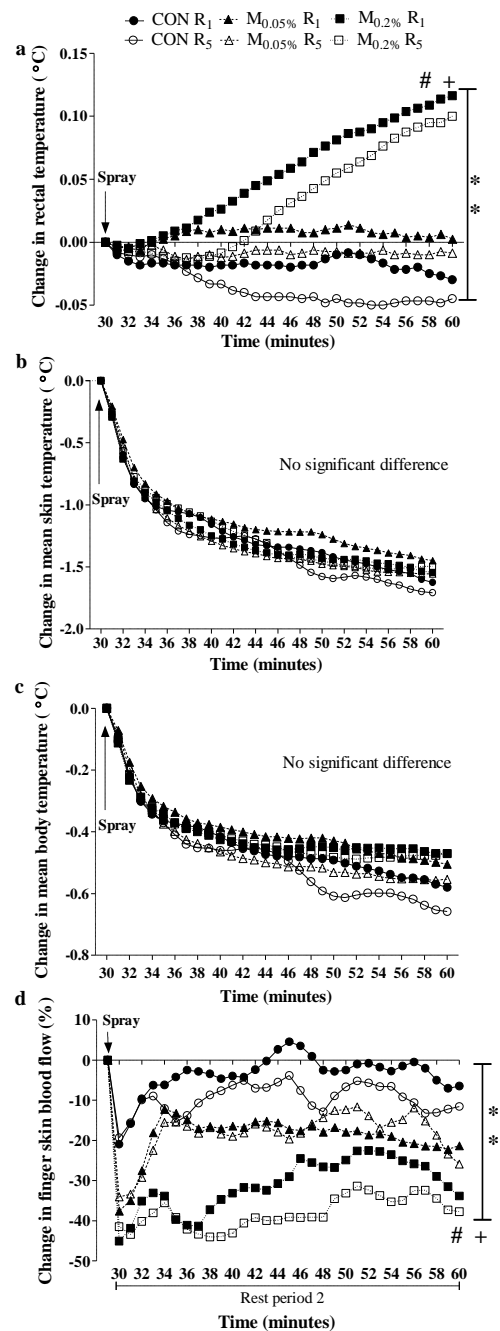 CON R1 M0.05% R1 M0.2% R1
CON R5 M0.05% R5 M0.2% R5
a
Change in rectal temperature (°C)
0.15
0.10
0.05
0.00
-0.05
Spray
# +
* *
30 32 34 36 38 40 42 44 46 48 50 52 54 56 58 60
Time (minutes)
b
Change in mean skin temperature (°C)
0.0
-0.5
-1.0
-1.5
-2.0
Spray
No significant difference
30 32 34 36 38 40 42 44 46 48 50 52 54 56 58 60
Time (minutes)
c
Change in mean body temperature (°C)
0.0
-0.2
-0.4
-0.6
-0.8
Spray
No significant difference
30 32 34 36 38 40 42 44 46 48 50 52 54 56 58 60
Time (minutes)
d
Change in finger skin blood flow (%)
10
0
-10
-20
-30
-40
-50
Spray
* *
# +
30 32 34 36 38 40 42 44 46 48 50 52 54 56 58 60
Rest period 2
Time (minutes)